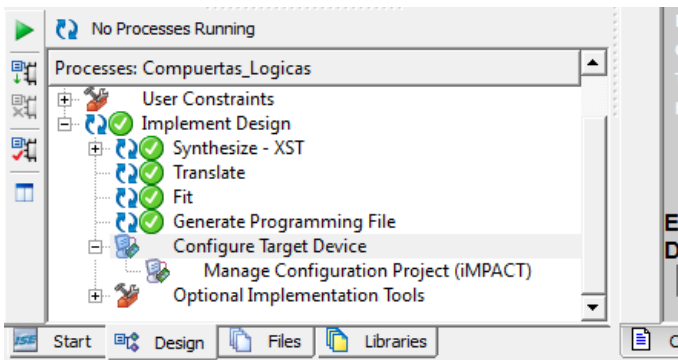 No Processes Running
Processes: Compuertas_Logicas
User Constraints
Implement Design
Synthesize - XST
Translate
Fit
Generate Programming File
Configure Target Device
Manage Configuration Project (iMPACT)
Optional Implementation Tools
E
D
ISE Start Design Files Libraries